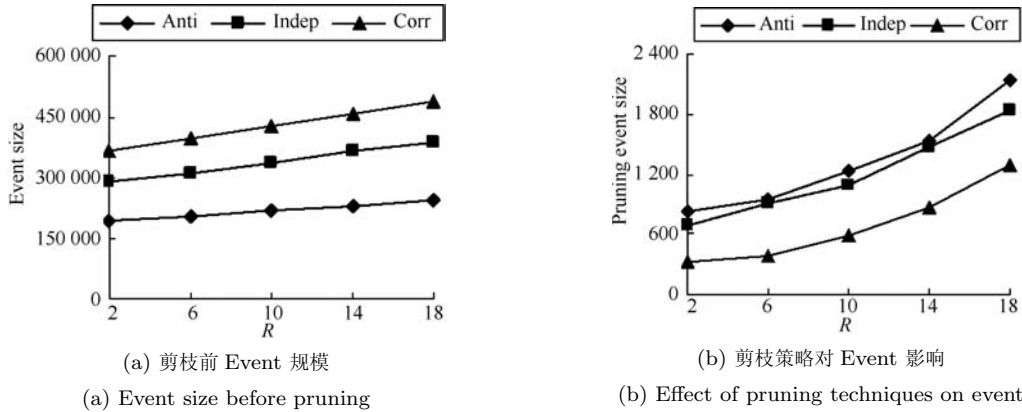 Anti Indep Corr
600 000
450 000
300 000
150 000
0
Event size
2 6 10 14 18
R
(a) 剪枝前 Event 规模
(a) Event size before pruning
Anti Indep Corr
2 400
1 800
1 200
600
0
Pruning event size
2 6 10 14 18
R
(b) 剪枝策略对 Event 影响
(b) Effect of pruning techniques on event